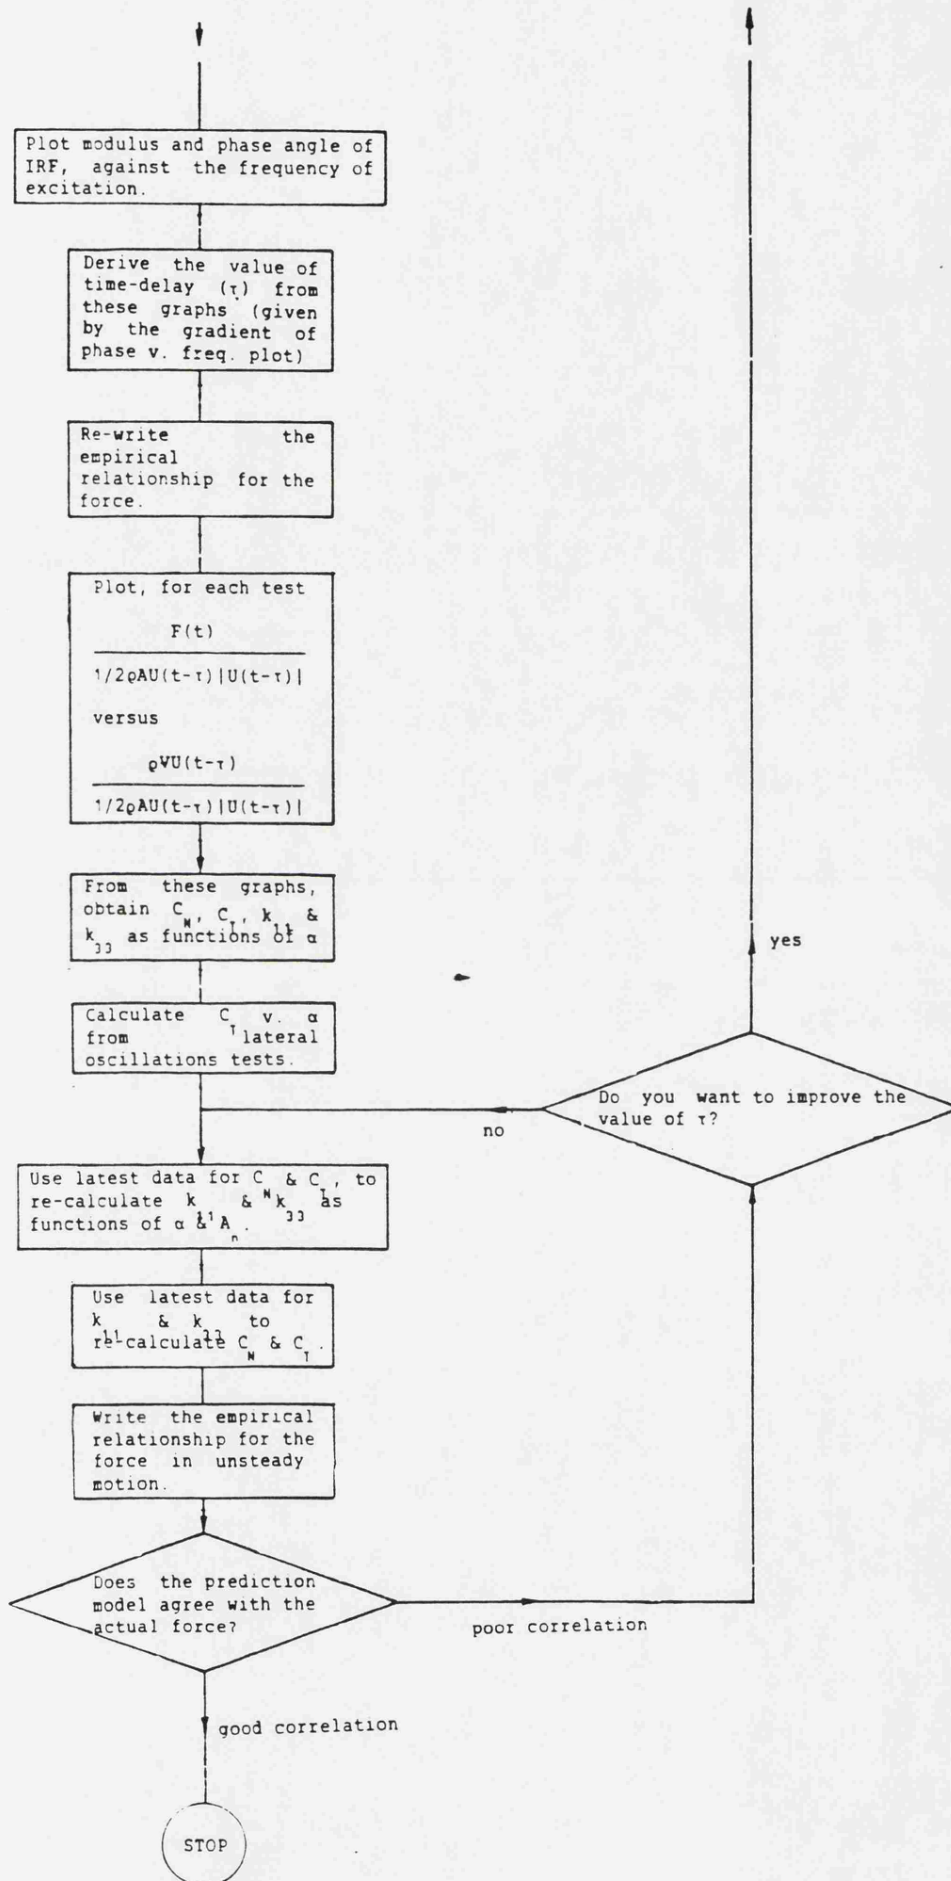 Plot modulus and phase angle of
IRF, against the frequency of
excitation.
Derive the value of
time-delay (τ) from
these graphs (given
by the gradient of
phase v. freq. plot)
Re-write the
empirical
relationship for the
force.
Plot, for each test
F(t)
1/2ϱAU(t-τ)|U(t-τ)|
versus
ϱVU(t-τ)
1/2ϱAU(t-τ)|U(t-τ)|
From these graphs,
obtain C_N, C_T, k_11 &
k_33 as functions of α
Calculate C_T v. α
from lateral
oscillations tests.
yes
Do you want to improve the
value of τ?
no
Use latest data for C_N & C_T, to
re-calculate k_11 & k_33 as
functions of α & A_n.
Use latest data for
k_11 & k_33 to
re-calculate C_N & C_T.
Write the empirical
relationship for the
force in unsteady
motion.
Does the prediction
model agree with the
actual force?
poor correlation
good correlation
STOP